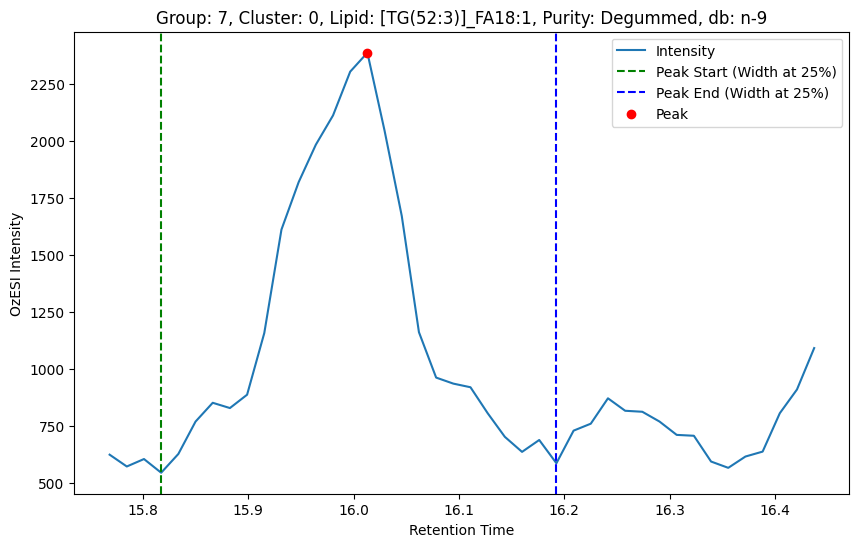 Group: 7, Cluster: 0, Lipid: [TG(52:3)]_FA18:1, Purity: Degummed, db: n-9
Intensity
Peak Start (Width at 25%)
Peak End (Width at 25%)
Peak
OzESI Intensity
2250
2000
1750
1500
1250
1000
750
500
15.8
15.9
16.0
16.1
16.2
16.3
16.4
Retention Time